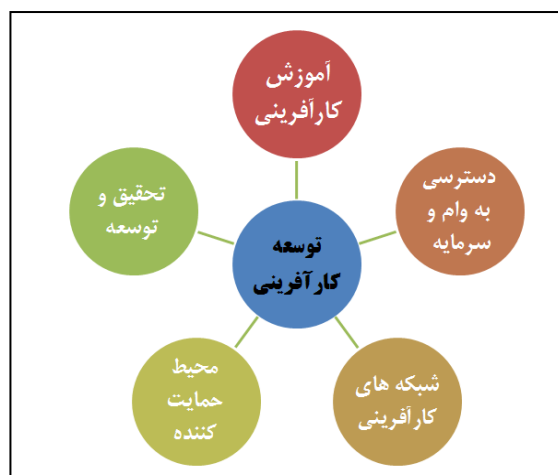 آموزش
کارآفرینی
دسترسی
به وام و
سرمایه
تحقیق و
توسعه
توسعه
کارآفرینی
شبکه های
کارآفرینی
محیط
حمایت
کننده